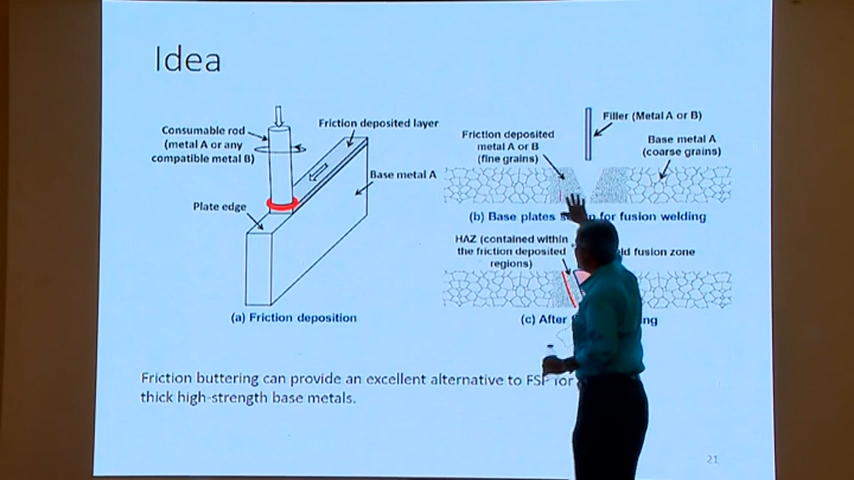 Idea
Consumable rod
(metal A or any
compatible metal B)
Friction deposited layer
Base metal A
Plate edge
(a) Friction deposition
Filler (Metal A or B)
Friction deposited
metal A or B
(fine grains)
Base metal A
(coarse grains)
(b) Base plates for fusion welding
HAZ (contained within
the friction deposited
regions)
fusion zone
(c) After
Friction buttering can provide an excellent alternative to FSP for
thick high-strength base metals.
21